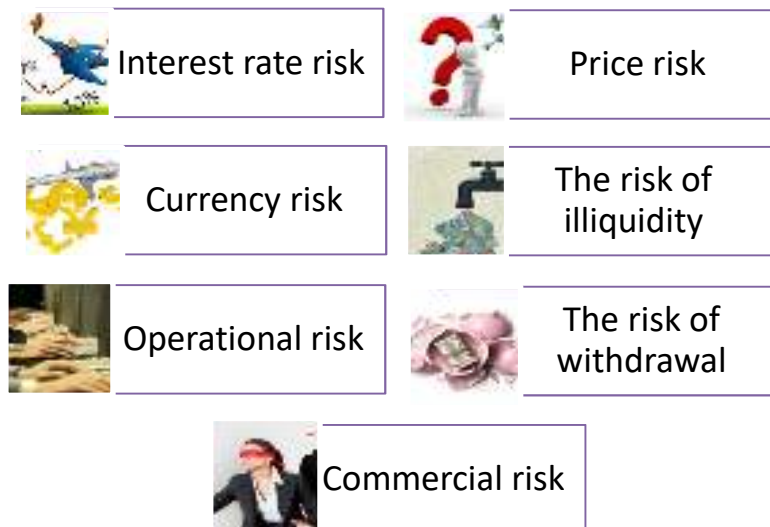 Interest rate risk
Price risk
Currency risk
The risk of
illiquidity
Operational risk
The risk of
withdrawal
Commercial risk